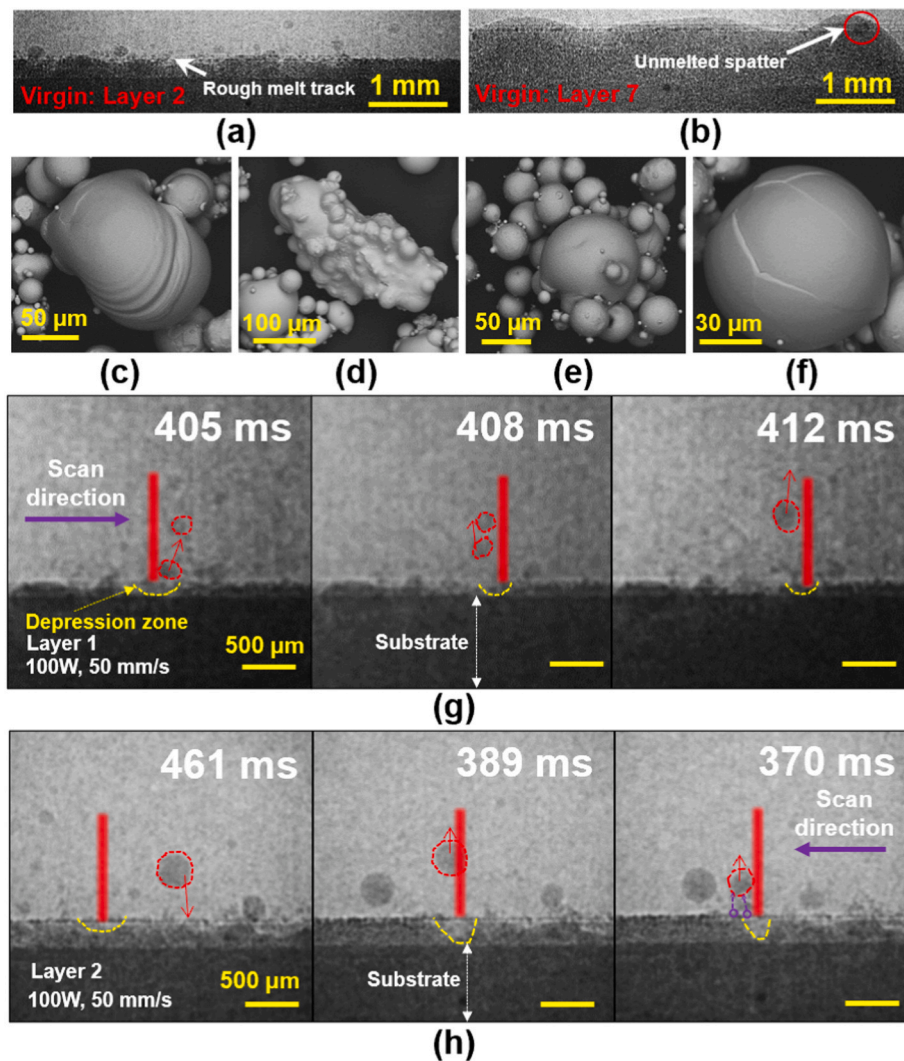 Rough melt track
Virgin: Layer 2
1 mm
(a)
Unmelted spatter
Virgin: Layer 7
1 mm
(b)
50 µm
(c)
100 µm
(d)
50 µm
(e)
30 µm
(f)
405 ms
Scan
direction
Depression zone
Layer 1
100W, 50 mm/s
500 µm
408 ms
Substrate
412 ms
(g)
461 ms
Layer 2
100W, 50 mm/s
500 µm
389 ms
Substrate
370 ms
Scan
direction
(h)